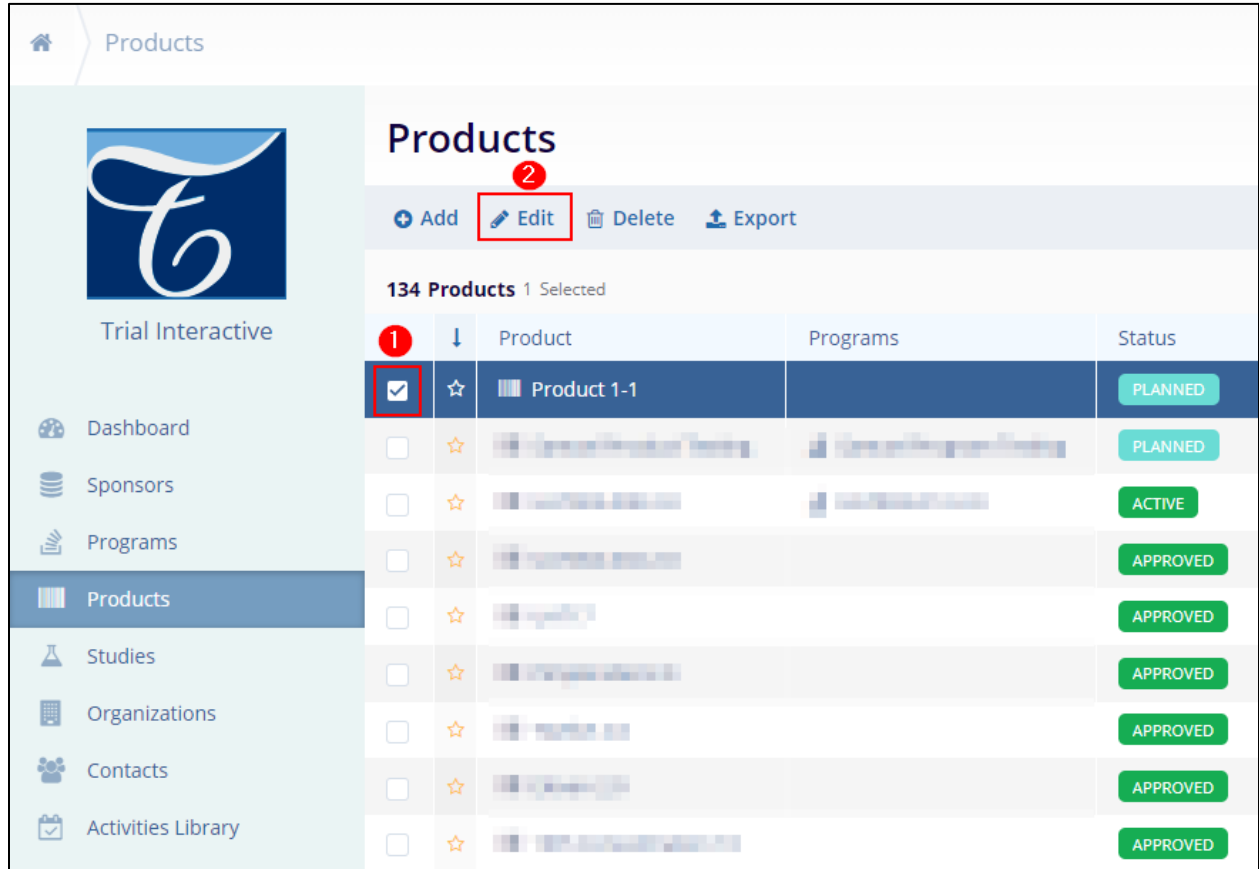 Products
Trial Interactive
Dashboard
Sponsors
Programs
Products
Studies
Organizations
Contacts
Activities Library
Products
2
Add Edit Delete Export
134 Products 1 Selected
1 Product Programs Status
Product 1-1 PLANNED
PLANNED
ACTIVE
APPROVED
APPROVED
APPROVED
APPROVED
APPROVED
APPROVED